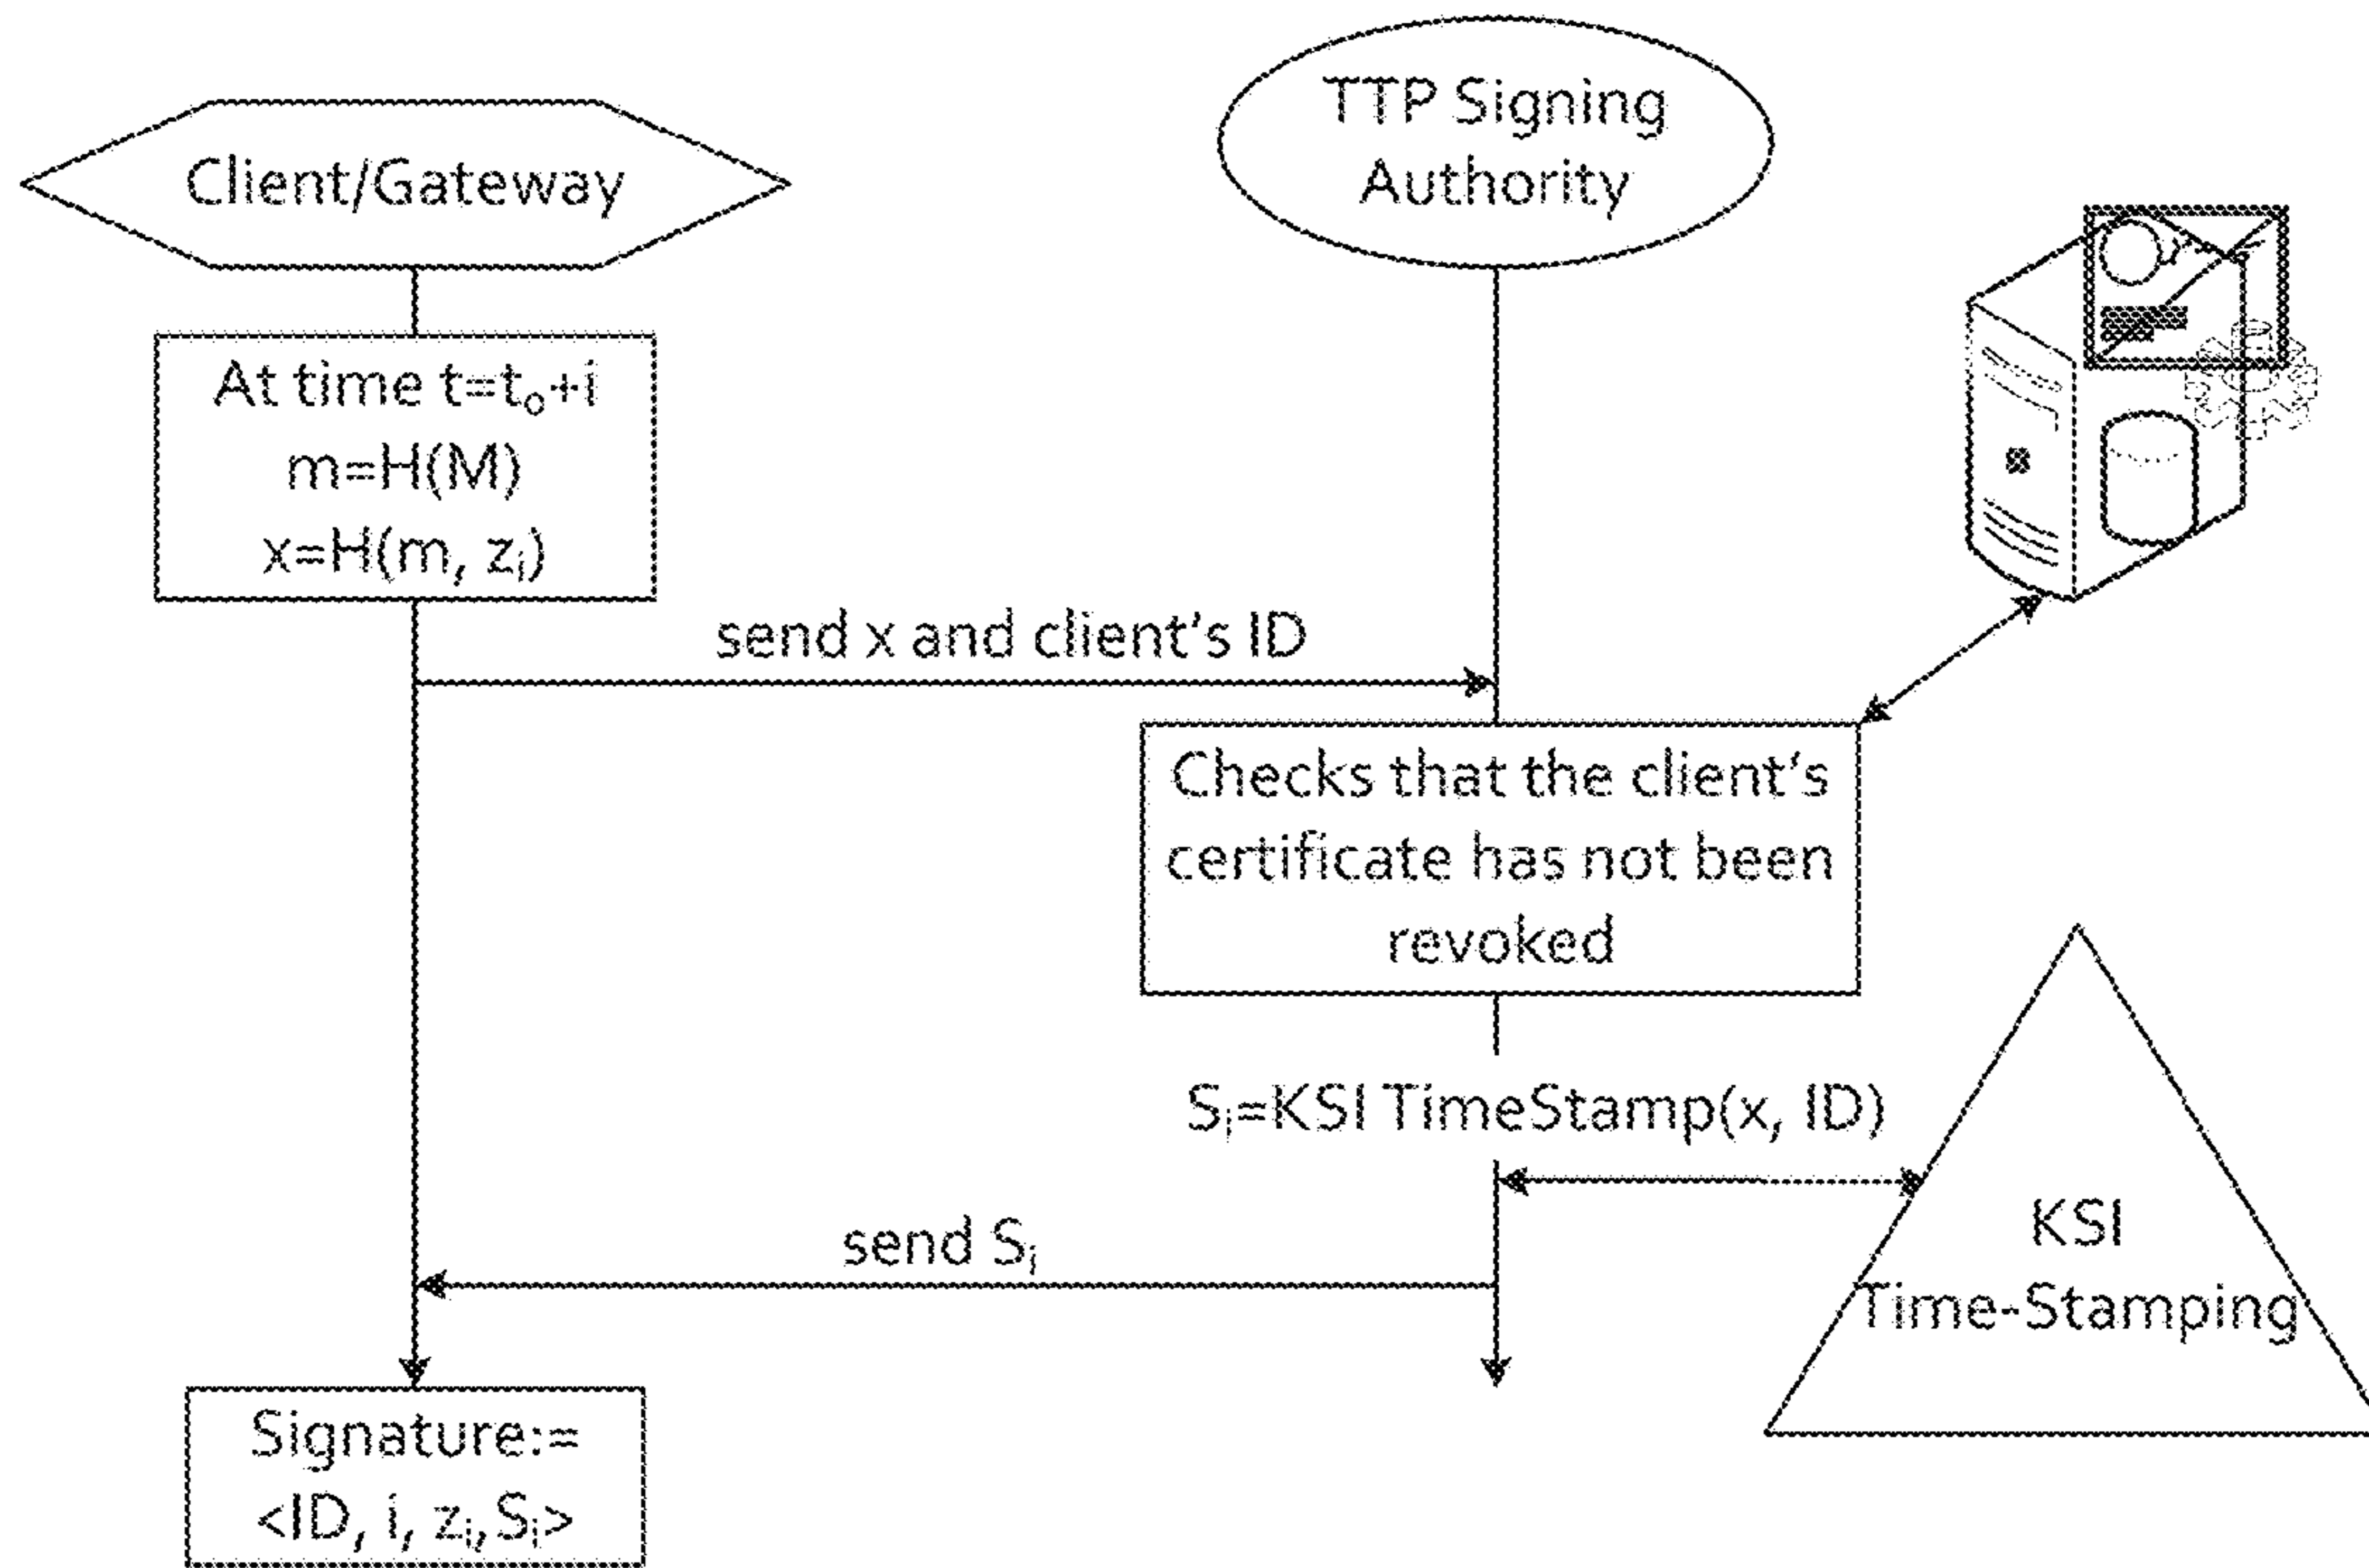 Client/Gateway
TTP Signing
Authority
At time t=t₀+i
m=H(M)
x=H(m, zᵢ)
send x and client's ID
Checks that the client's
certificate has not been
revoked
Sᵢ=KSI TimeStamp(x, ID)
send Sᵢ
KSI
Time-Stamping
Signature:=
<ID, i, zᵢ,Sᵢ>